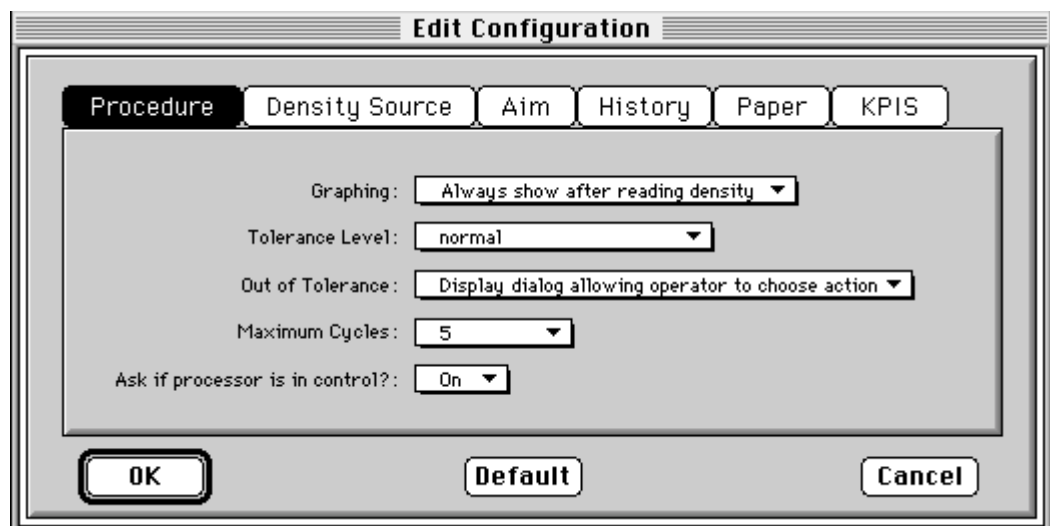 Edit Configuration
Procedure Density Source Aim History Paper KPIS
Graphing: Always show after reading density
Tolerance Level: normal
Out of Tolerance: Display dialog allowing operator to choose action
Maximum Cycles: 5
Ask if processor is in control?: On
OK Default Cancel